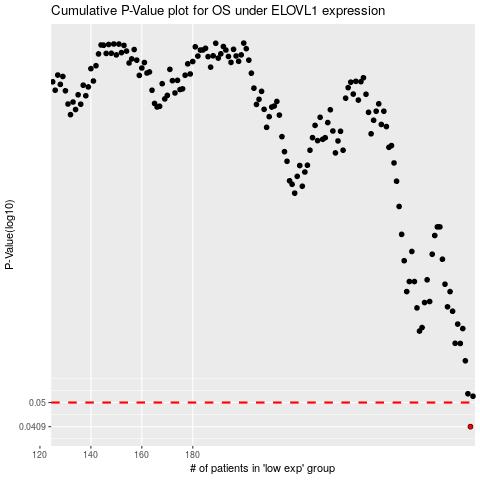 Cumulative P-Value plot for OS under ELOVL1 expression
P-Value(log10)
0.05
0.0409
120 140 160 180
# of patients in 'low exp' group